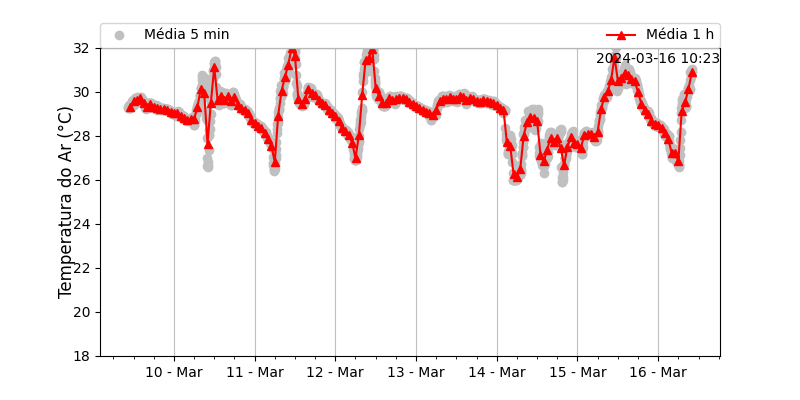 Média 5 min
Média 1 h
2024-03-16 10:23
Temperatura do Ar (°C)
32
30
28
26
24
22
20
18
10 - Mar
11 - Mar
12 - Mar
13 - Mar
14 - Mar
15 - Mar
16 - Mar